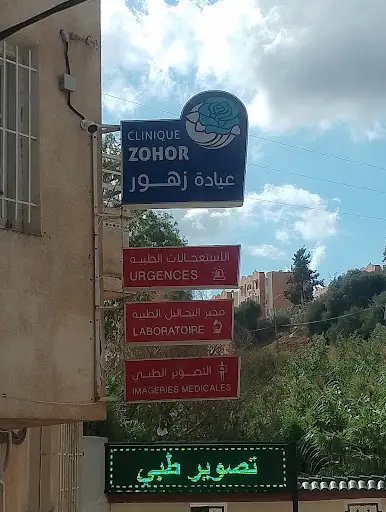 CLINIQUE
ZOHOR
عيادة زهور
الاستعجالات الطبية
URGENCES
مخبر التحاليل الطبية
LABORATOIRE
التصوير الطبي
IMAGERIES MEDICALES
تصوير طبي